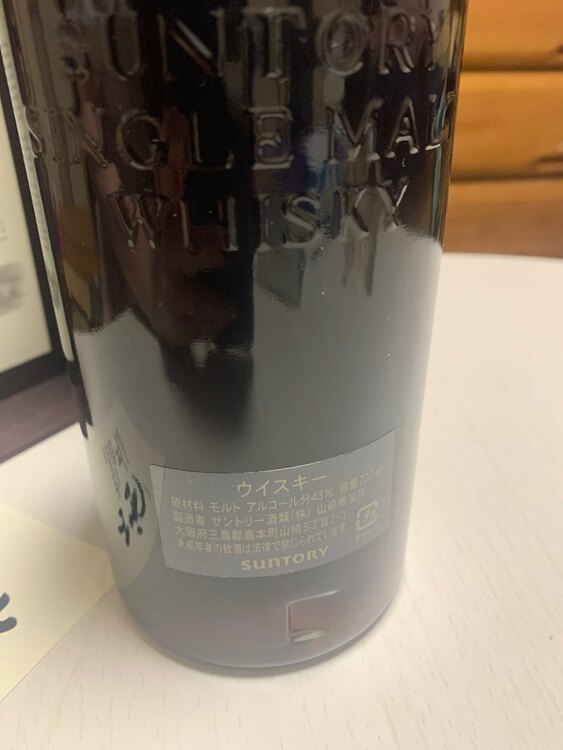 SUNTORY
SINGLE MALT
WHISKY
ウイスキー
原材料 モルト アルコール分43% 容量700ml
製造者 サントリー酒類(株) 山崎蒸溜所
大阪府三島郡島本町山崎5丁目2-1
未成年者の飲酒は法律で禁じられています。
SUNTORY